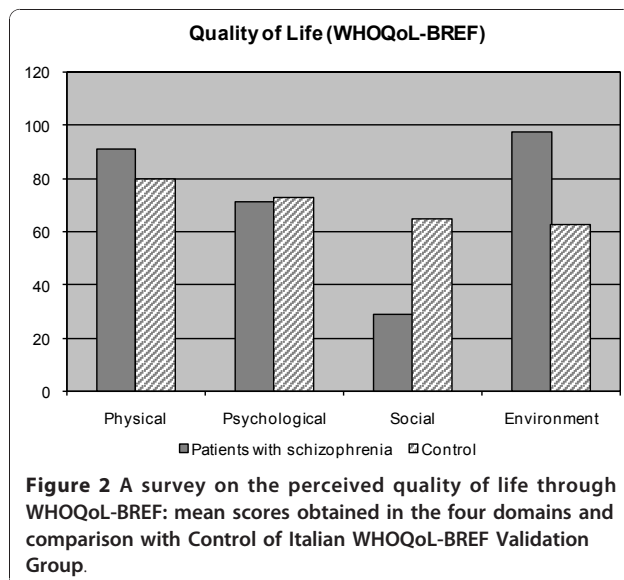 Quality of Life (WHOQoL-BREF)
120
100
80
60
40
20
0
Physical Psychological Social Environment
Patients with schizophrenia Control
Figure 2 A survey on the perceived quality of life through
WHOQoL-BREF: mean scores obtained in the four domains and
comparison with Control of Italian WHOQoL-BREF Validation
Group.